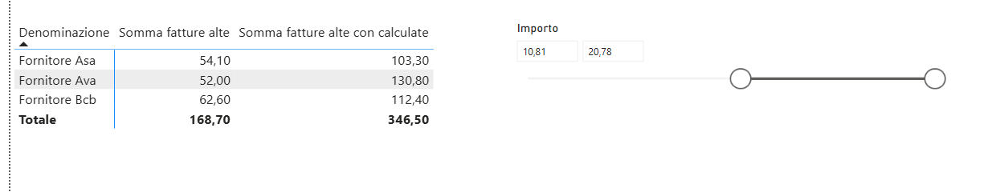 Denominazione Somma fatture alte Somma fatture alte con calculate
Fornitore Asa 54,10 103,30
Fornitore Ava 52,00 130,80
Fornitore Bcb 62,60 112,40
Totale 168,70 346,50
Importo
10,81 20,78